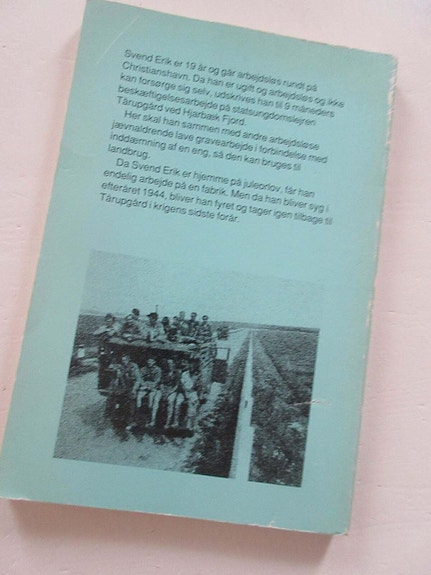 Svend Erik er 19 år og går arbejdsløs rundt på
Christianshavn. Da han er ugift og arbejdsløs og ikke
kan forsørge sig selv, udskrives han til 9 måneders
beskæftigelsesarbejde på statsungdomslejren
Tårupgård ved Hjarbæk Fjord.
Her skal han sammen med andre arbejdsløse
jævnaldrende lave gravearbejde i forbindelse med
inddæmning af en eng, så den kan bruges til
landbrug.
Da Svend Erik er hjemme på juleorlov, får han
endelig arbejde på en fabrik. Men da han bliver syg i
efteråret 1944, bliver han fyret og tager igen tilbage til
Tårupgård i krigens sidste forår.